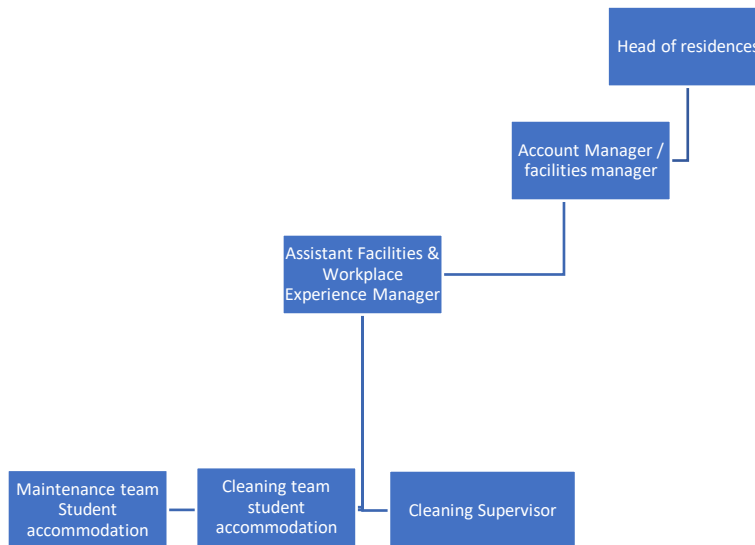 Head of residences
Account Manager /
facilities manager
Assistant Facilities &
Workplace
Experience Manager
Maintenance team
Student
accommodation
Cleaning team
student
accommodation
Cleaning Supervisor